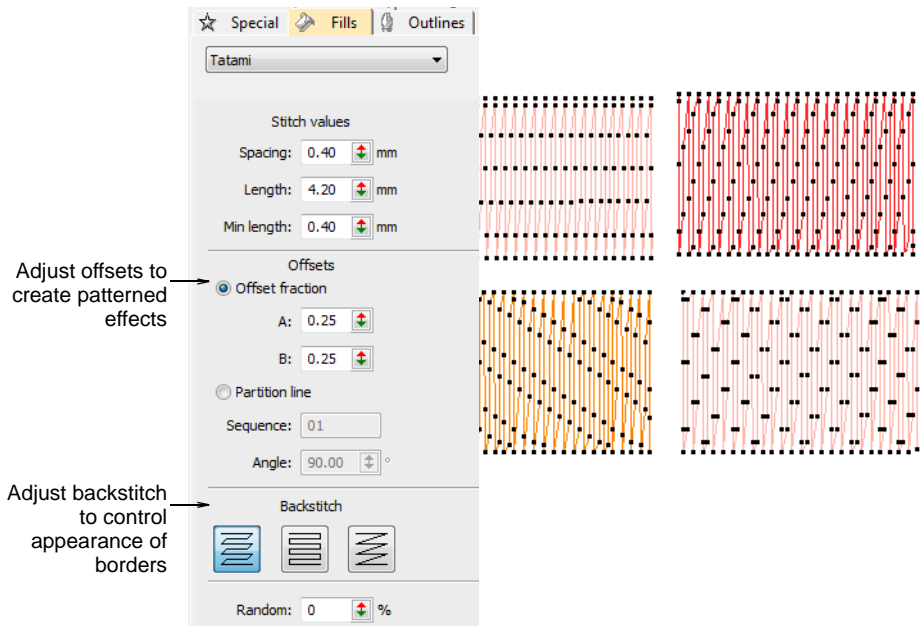 Special Fills Outlines
Tatami
Stitch values
Spacing: 0.40 mm
Length: 4.20 mm
Min length: 0.40 mm
Adjust offsets to
create patterned
effects
Offsets
Offset fraction
A: 0.25
B: 0.25
Partition line
Sequence: 01
Angle: 90.00 °
Adjust backstitch
to control
appearance of
borders
Backstitch
Random: 0 %